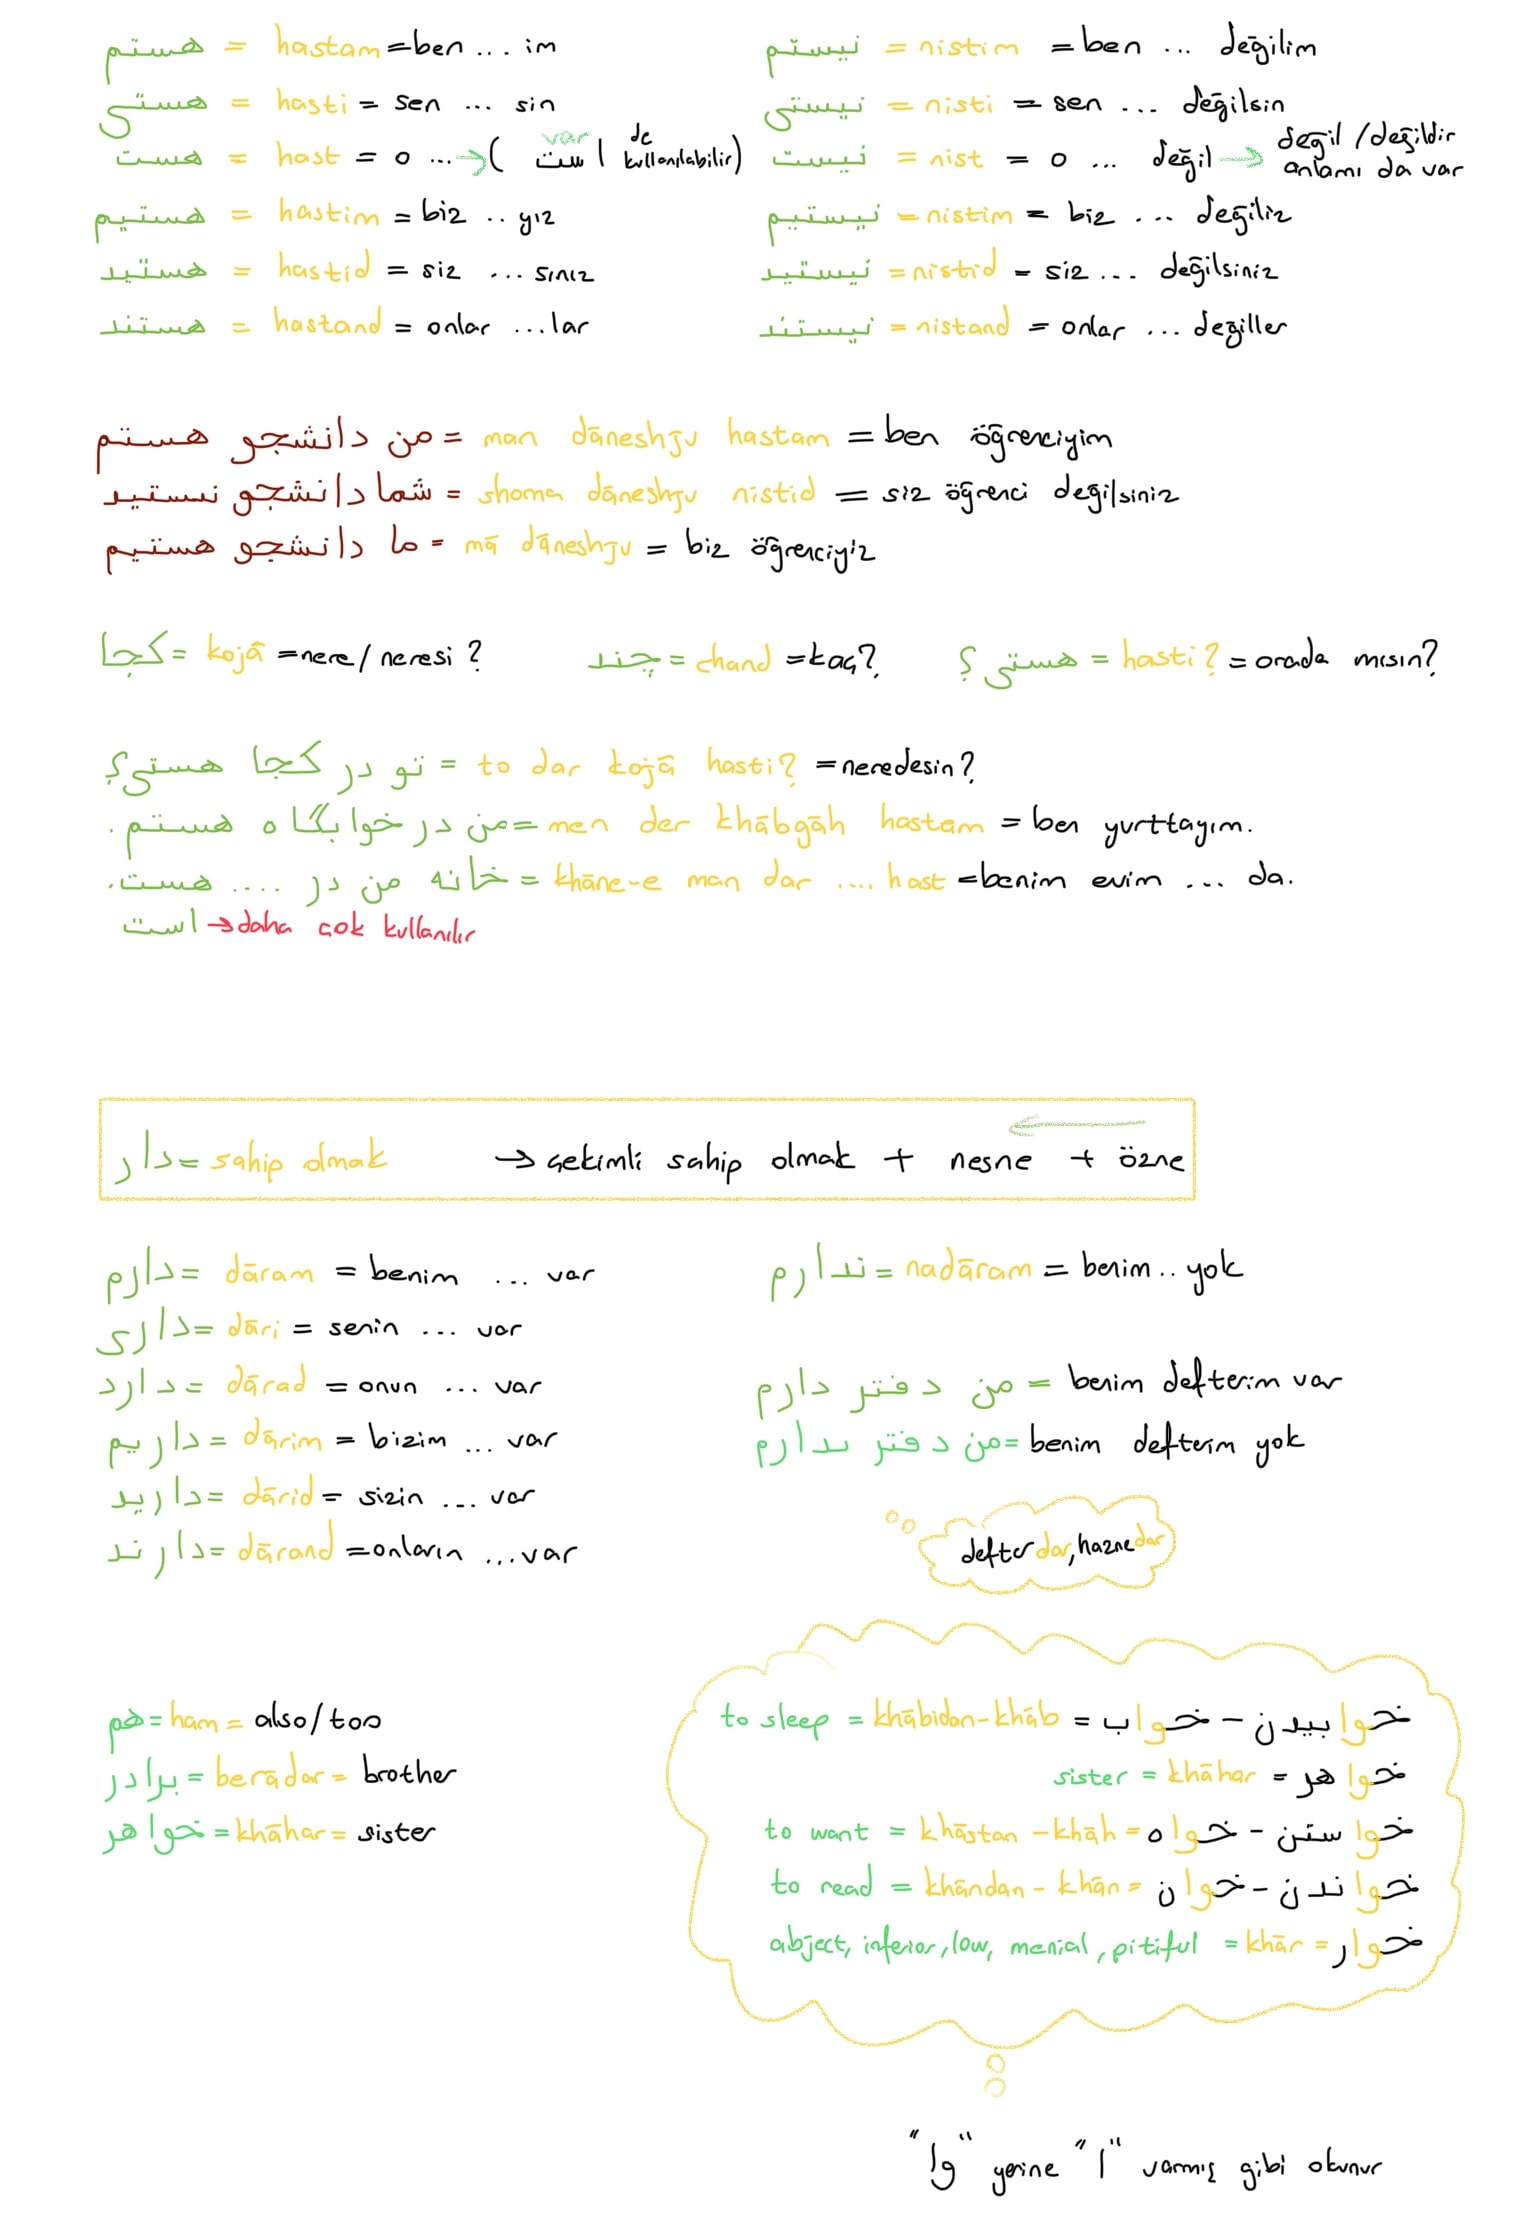 هستم = hastam = ben ... im
نیستم = nistim = ben ... değilim
هستی = hasti = sen ... sin
نیستی = nisti = sen ... değilsin
هست = hast = o ... → ( است var de kullanılabilir)
نیست = nist = o ... değil → değil / değildir anlamı da var
هستیم = hastim = biz .. yız
نیستیم = nistim = biz ... değiliz
هستید = hastid = siz ... sınız
نیستید = nistid = siz ... değilsiniz
هستند = hastand = onlar ...lar
نیستند = nistand = onlar ... değiller
من دانشجو هستم = man dāneshju hastam = ben öğrenciyim
شما دانشجو نستید = shoma dāneshju nistid = siz öğrenci değilsiniz
ما دانشجو هستیم = mā dāneshju = biz öğrenciyiz
کجا = kojā = nere / neresi ?
چند = chand = kaç?
هستی ؟ = hasti ? = orada mısın?
تو در کجا هستی؟ = to dar kojā hasti? = neredesin?
من در خوابگاه هستم. = men der khābgāh hastam = ben yurttayım.
خانه من در .... هست. = khāne-e man dar .... hast = benim evim ... da.
است → daha çok kullanılır
دار = sahip olmak → çekimli sahip olmak + nesne + özne
دارم = dāram = benim ... var
ندارم = nadāram = benim .. yok
داری = dāri = senin ... var
دارد = dārad = onun ... var
من دفتر دارم = benim defterim var
داریم = dārim = bizim ... var
من دفتر ندارم = benim defterim yok
دارید = dārid = sizin ... var
دارند = dārand = onların ... var
defterdar, haznedar
هم = ham = also/too
برادر = berādar = brother
خواهر = khāhar = sister
to sleep = khābidan - khāb = خوابیدن - خواب
sister = khāhar = خواهر
to want = khāstan - khāh = خواستن - خواه
to read = khāndan - khān = خواندن - خوان
abject, inferior, low, menial, pitiful = khār = خوار
"وا" yerine "ا" varmış gibi okunur